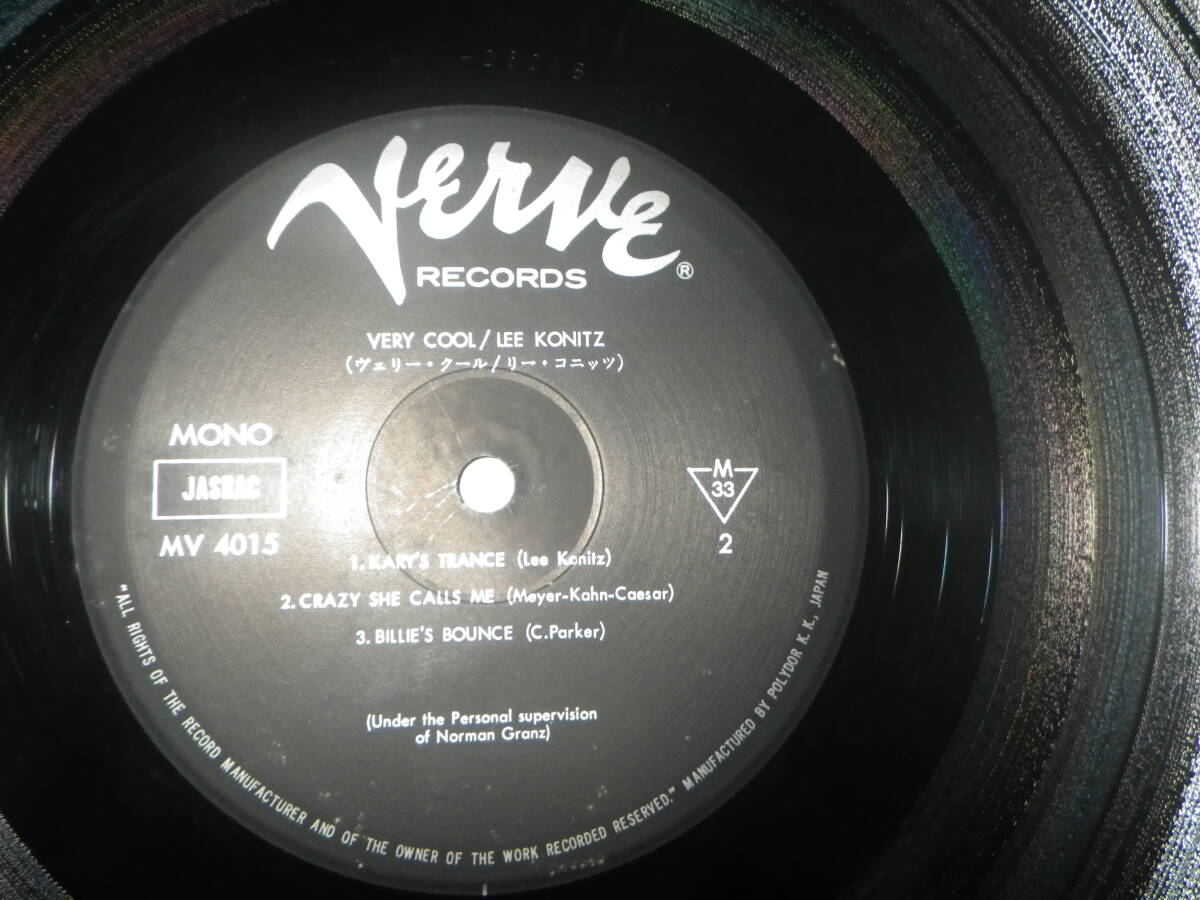 Verve
RECORDS ®
VERY COOL/LEE KONITZ
(ヴェリー・クール/リー・コニッツ)
MONO
JASRAC
MV 4015
M
33
2
1. KARY'S TRANCE (Lee Konitz)
2. CRAZY SHE CALLS ME (Meyer-Kahn-Caesar)
3. BILLIE'S BOUNCE (C.Parker)
(Under the Personal supervision
of Norman Granz)
"ALL RIGHTS OF THE RECORD MANUFACTURER AND OF THE OWNER OF THE WORK RECORDED RESERVED." MANUFACTURED BY POLYDOR K. K., JAPAN